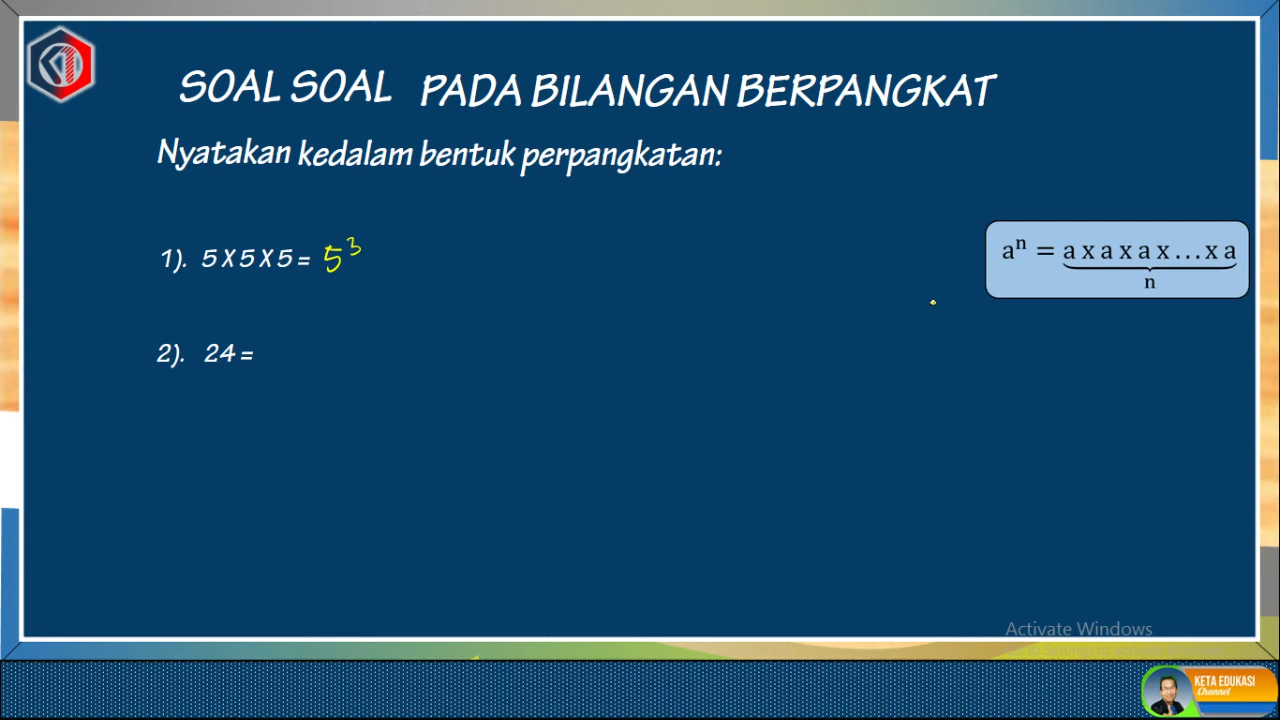 SOAL SOAL PADA BILANGAN BERPANGKAT
Nyatakan kedalam bentuk perpangkatan:
1). 5 X 5 X 5 = 5³
aⁿ = a x a x a x . . . x a
n
2). 24 =
Activate Windows
KETA EDUKASI
Channel